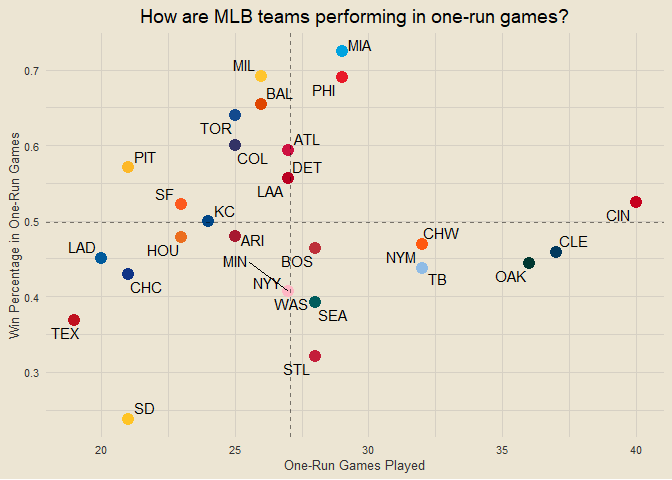 How are MLB teams performing in one-run games?
MIA
MIL
PHI
BAL
TOR
ATL
COL
PIT
DET
LAA
SF
KC
CIN
ARI
HOU
LAD
CHW
CLE
BOS
NYM
MIN
OAK
TB
CHC
NYY
WAS
SEA
TEX
STL
SD
0.7
0.6
0.5
0.4
0.3
Win Percentage in One-Run Games
20
25
30
35
40
One-Run Games Played